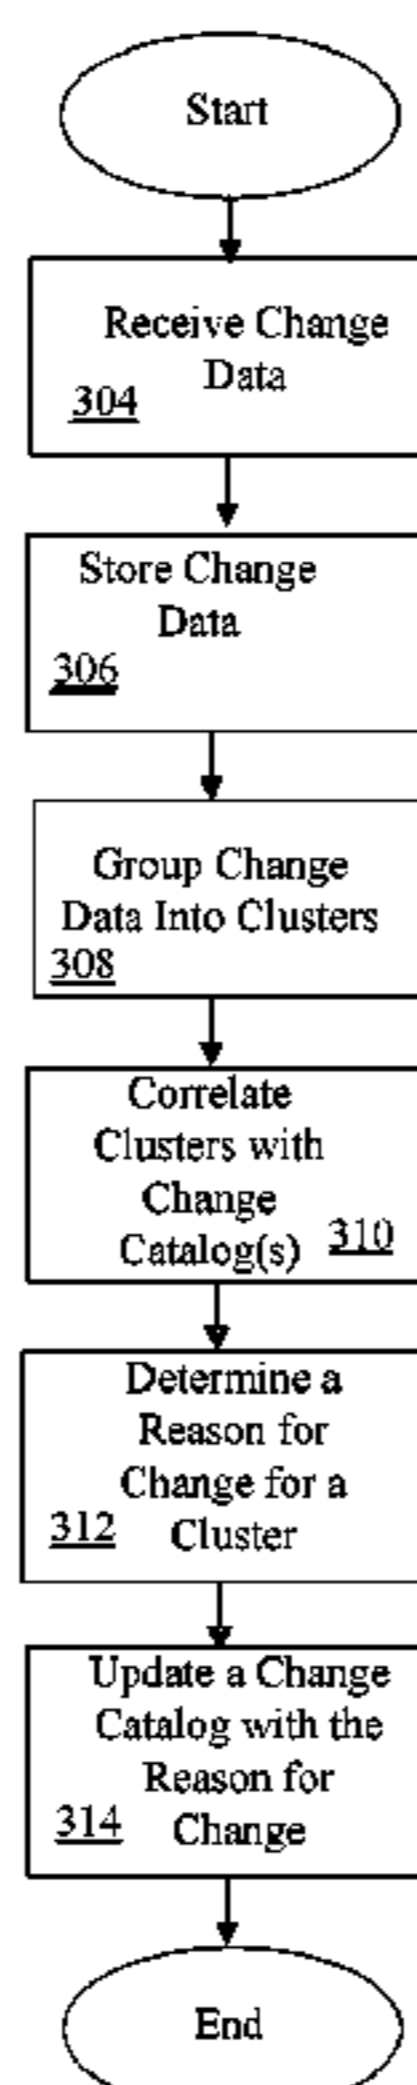 Start
Receive Change
Data
304
Store Change
Data
306
Group Change
Data Into Clusters
308
Correlate
Clusters with
Change
Catalog(s) 310
Determine a
Reason for
Change for a
312 Cluster
Update a Change
Catalog with the
Reason for
314 Change
End